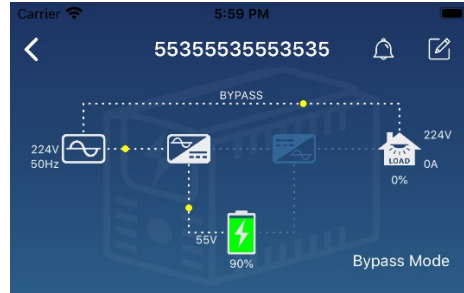 Carrier 5:59 PM
55355535553535
BYPASS
224V
50Hz
LOAD
224V
0A
0%
55V
90%
Bypass Mode